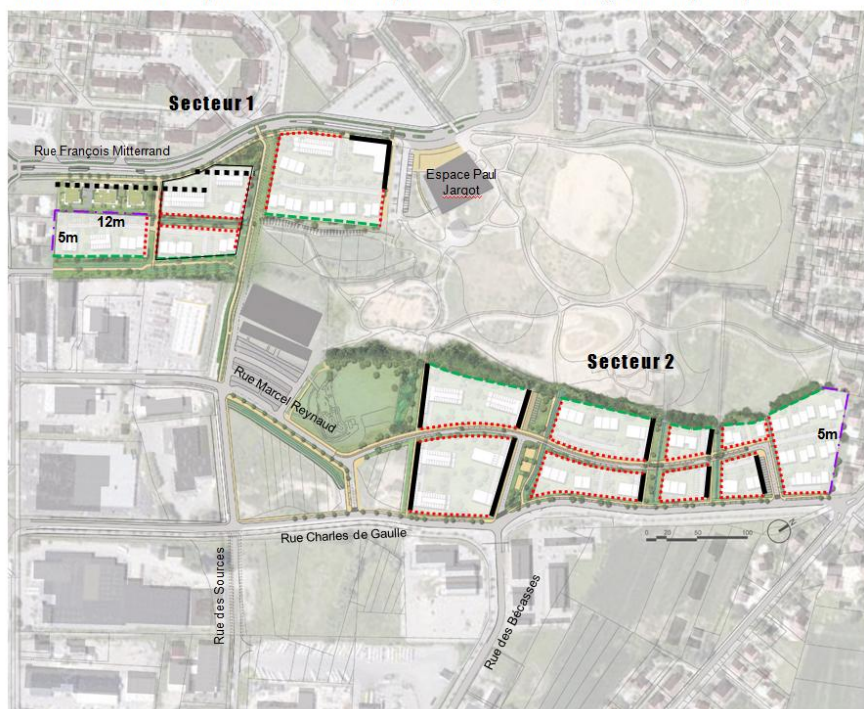 Secteur 1
Rue François Mitterrand
Espace Paul
Jargot
12m
5m
Secteur 2
Rue Marcel Reynaud
5m
Rue Charles de Gaulle
Rue des Sources
Rue des Bécasses
0
20
50
100
N